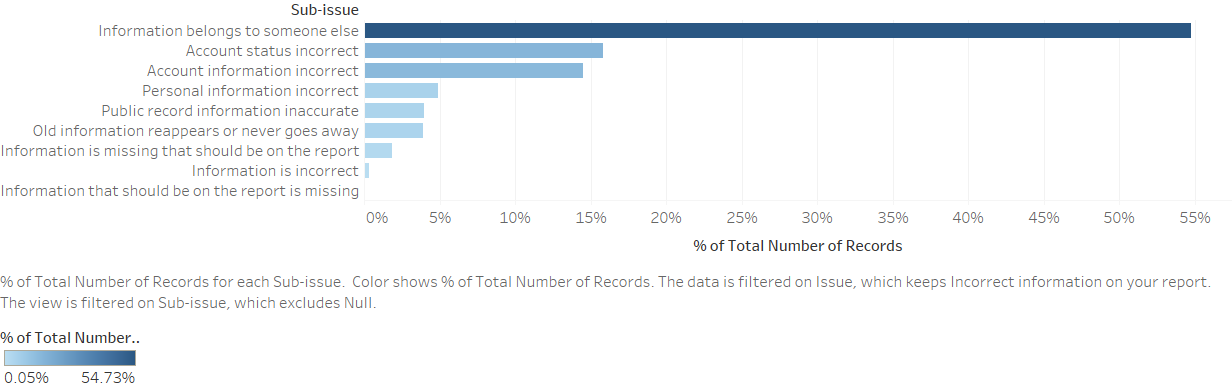 Sub-issue
Information belongs to someone else
Account status incorrect
Account information incorrect
Personal information incorrect
Public record information inaccurate
Old information reappears or never goes away
Information is missing that should be on the report
Information is incorrect
Information that should be on the report is missing
0% 5% 10% 15% 20% 25% 30% 35% 40% 45% 50% 55%
% of Total Number of Records
% of Total Number of Records for each Sub-issue. Color shows % of Total Number of Records. The data is filtered on Issue, which keeps Incorrect information on your report.
The view is filtered on Sub-issue, which excludes Null.
% of Total Number..
0.05% 54.73%